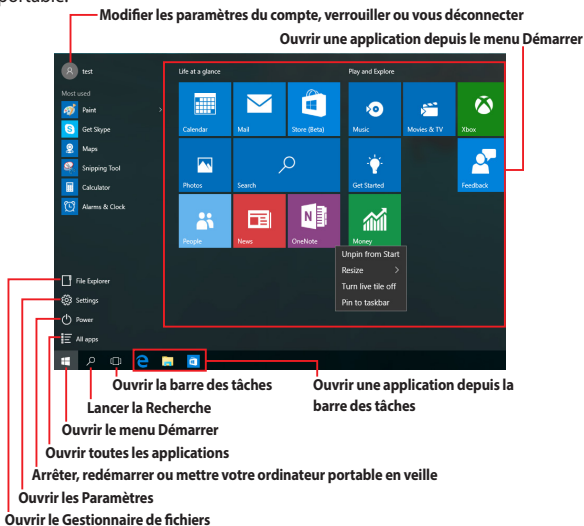 portable.
Modifier les paramètres du compte, verrouiller ou vous déconnecter
Ouvrir une application depuis le menu Démarrer
test
Life at a glance
Play and Explore
Most used
Paint
Get Skype
Maps
Snipping Tool
Calculator
Alarms & Clock
Calendar
Mail
Store (Beta)
Music
Movies & TV
Xbox
Photos
Search
Get Started
Feedback
People
News
OneNote
Money
Unpin from Start
Resize
Turn live tile off
Pin to taskbar
File Explorer
Settings
Power
All apps
Ouvrir la barre des tâches
Ouvrir une application depuis la
barre des tâches
Lancer la Recherche
Ouvrir le menu Démarrer
Ouvrir toutes les applications
Arrêter, redémarrer ou mettre votre ordinateur portable en veille
Ouvrir les Paramètres
Ouvrir le Gestionnaire de fichiers